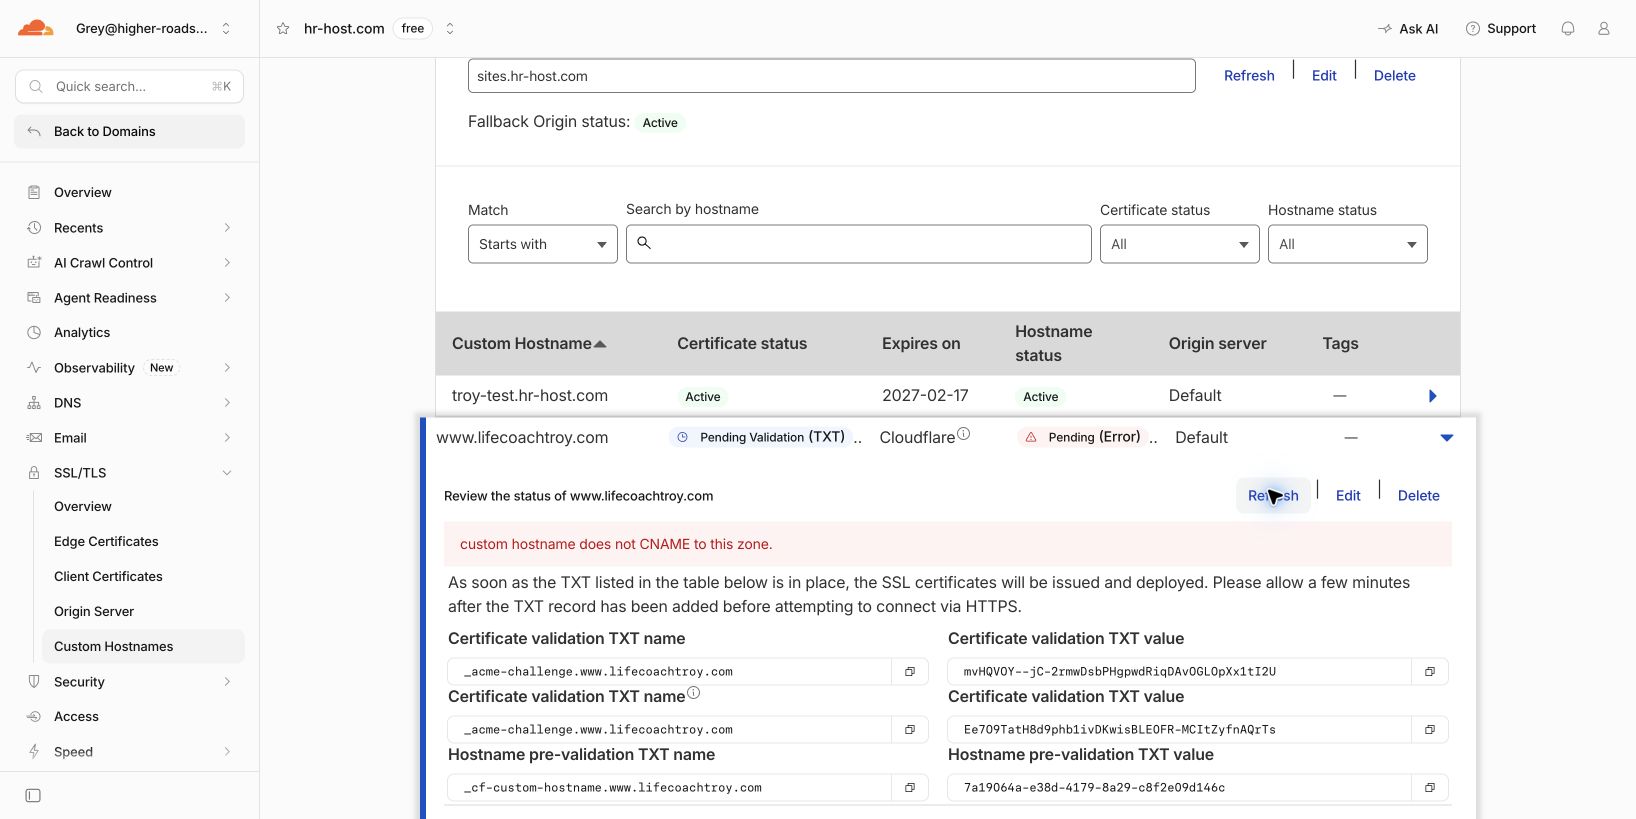 Grey@higher-roads...
hr-host.com free
Ask AI
Support
Quick search... ⌘K
Back to Domains
Overview
Recents
AI Crawl Control
Agent Readiness
Analytics
Observability New
DNS
Email
SSL/TLS
Overview
Edge Certificates
Client Certificates
Origin Server
Custom Hostnames
Security
Access
Speed
sites.hr-host.com
Refresh Edit Delete
Fallback Origin status: Active
Match
Starts with
Search by hostname
Certificate status
All
Hostname status
All
Custom Hostname Certificate status Expires on Hostname status Origin server Tags
troy-test.hr-host.com Active 2027-02-17 Active Default —
www.lifecoachtroy.com Pending Validation (TXT) .. Cloudflare Pending (Error) .. Default —
Review the status of www.lifecoachtroy.com
Refresh Edit Delete
custom hostname does not CNAME to this zone.
As soon as the TXT listed in the table below is in place, the SSL certificates will be issued and deployed. Please allow a few minutes
after the TXT record has been added before attempting to connect via HTTPS.
Certificate validation TXT name Certificate validation TXT value
_acme-challenge.www.lifecoachtroy.com mvHQVOY--jC-2rmwDsbPHgpwdRiqDAvOGLOpXx1tI2U
Certificate validation TXT name Certificate validation TXT value
_acme-challenge.www.lifecoachtroy.com Ee7O9TatH8d9phb1ivDKwisBLEOFR-MCItZyfnAQrTs
Hostname pre-validation TXT name Hostname pre-validation TXT value
_cf-custom-hostname.www.lifecoachtroy.com 7a19064a-e38d-4179-8a29-c8f2e09d146c